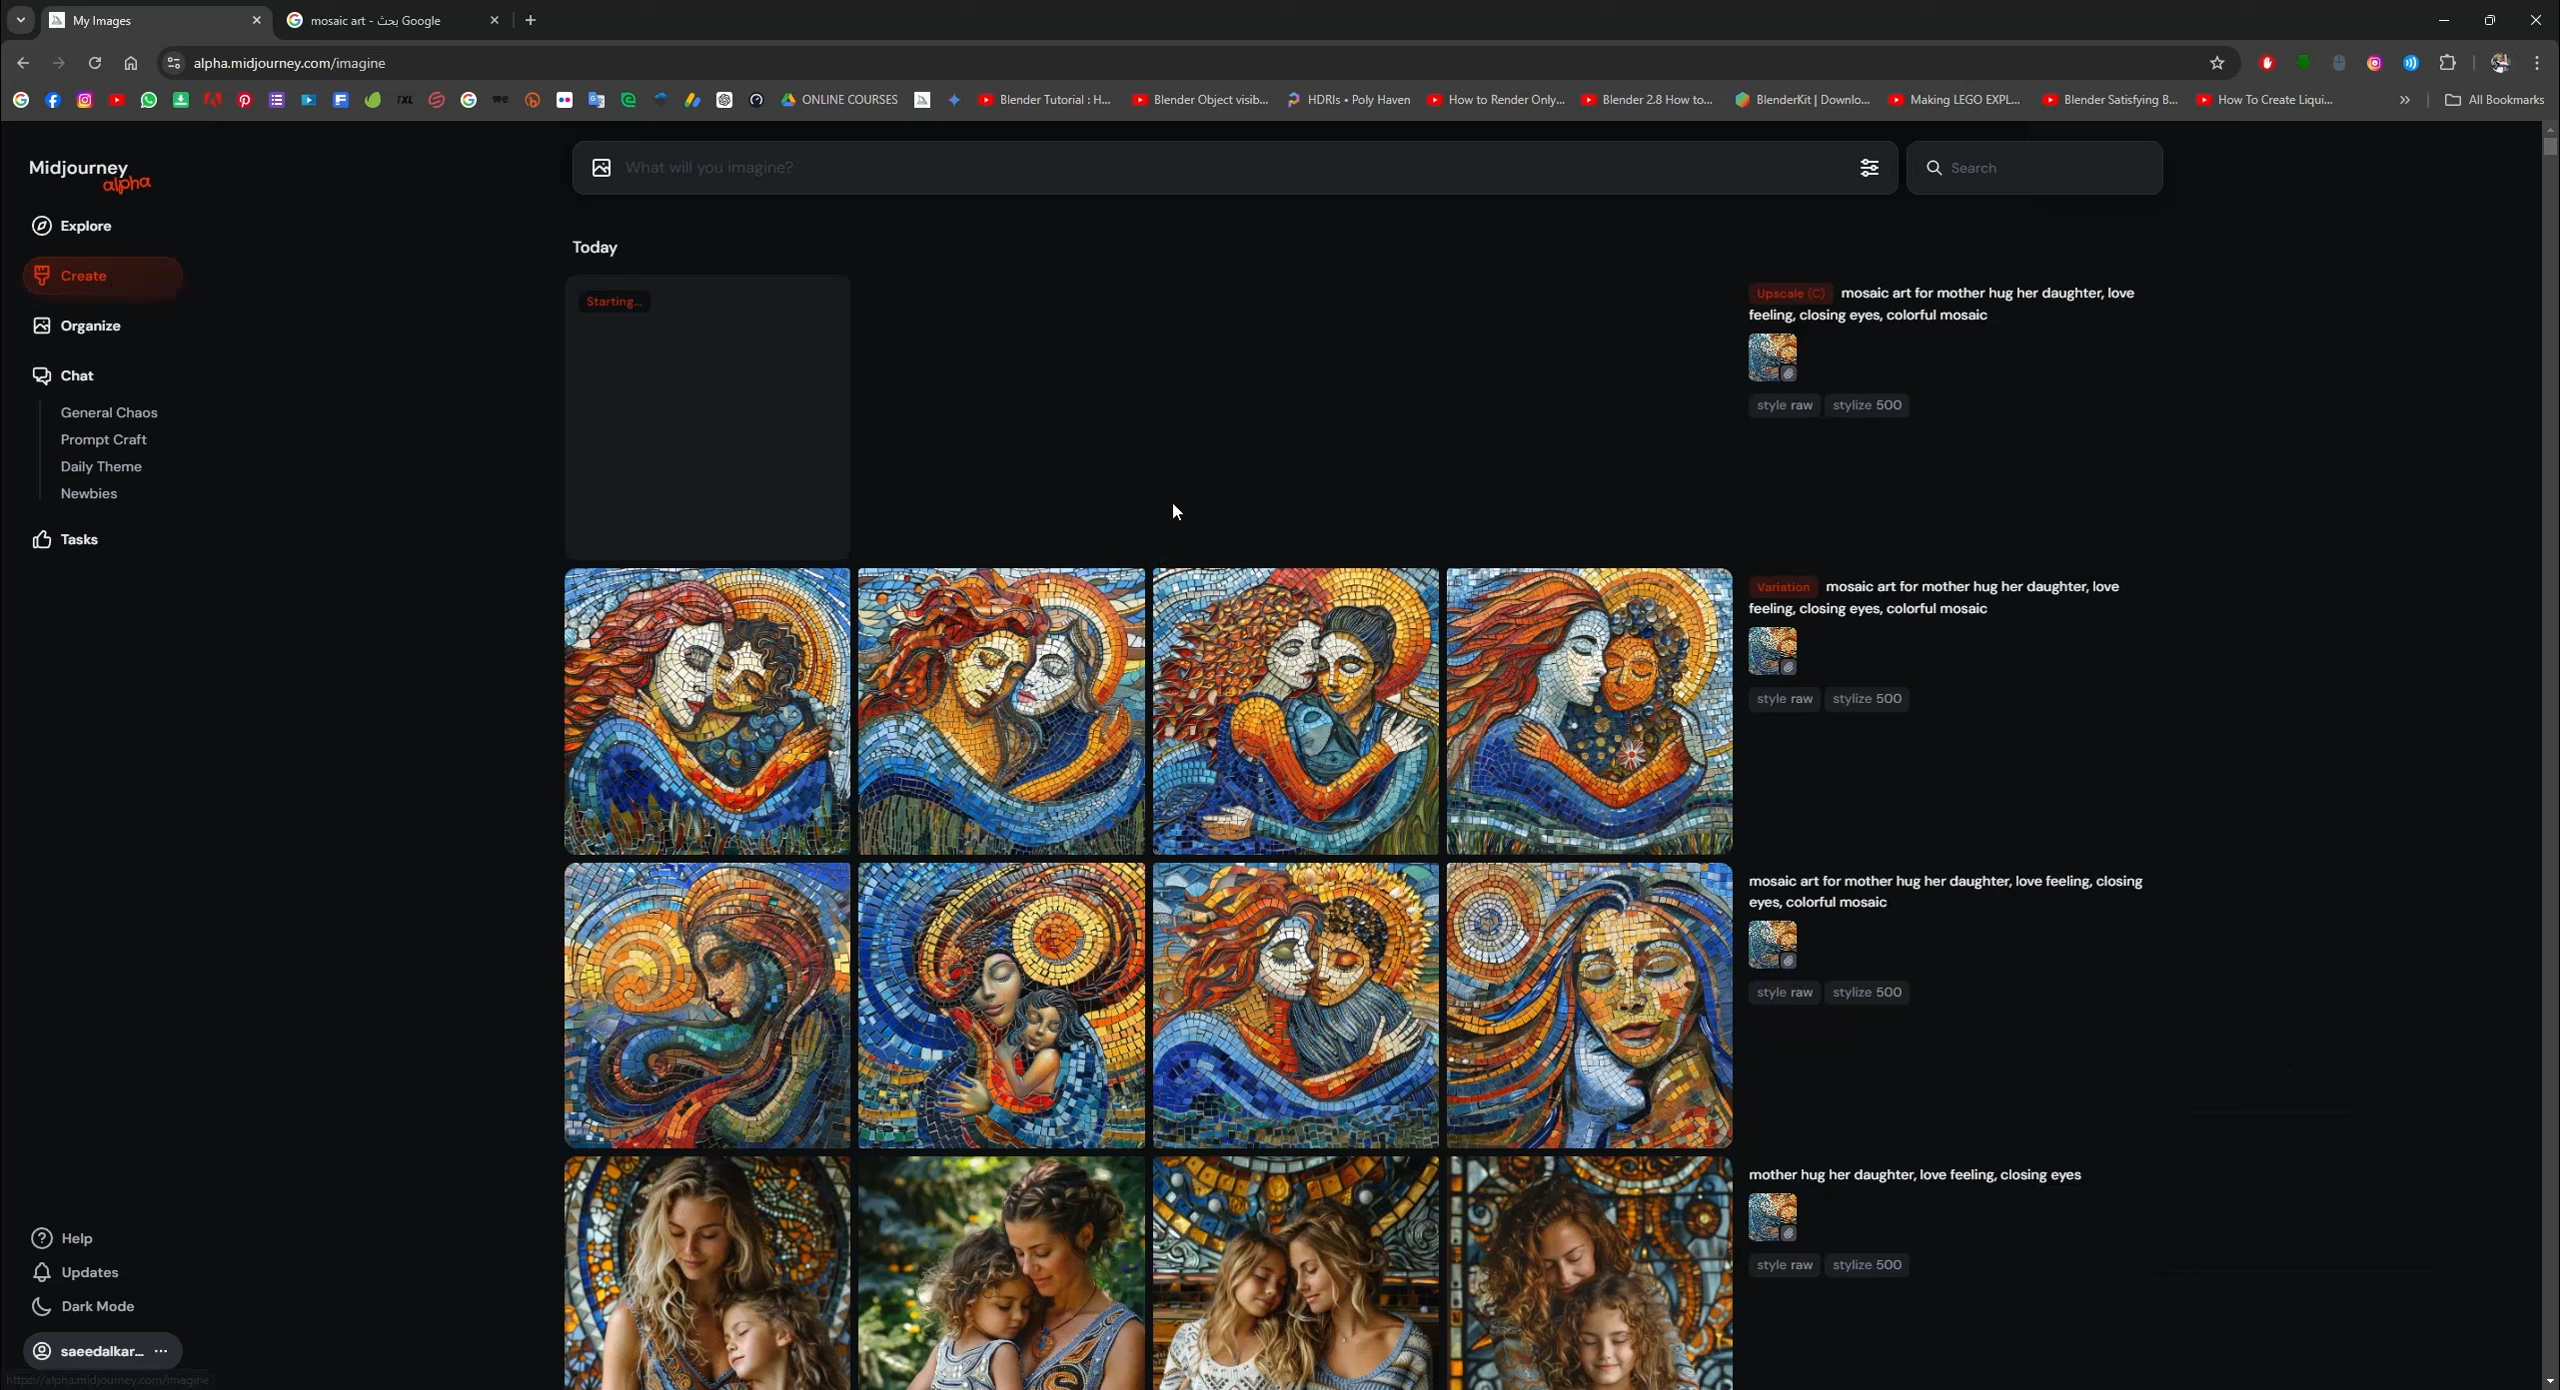 My Images
mosaic art - بحث Google
alpha.midjourney.com/imagine
ONLINE COURSES
Blender Tutorial : H...
Blender Object visib...
HDRIs • Poly Haven
How to Render Only...
Blender 2.8 How to...
BlenderKit | Downlo...
Making LEGO EXPL...
Blender Satisfying B...
How To Create Liqui...
All Bookmarks
Midjourney
alpha
What will you imagine?
Search
Explore
Create
Organize
Chat
General Chaos
Prompt Craft
Daily Theme
Newbies
Tasks
Today
Starting...
Upscale (C) mosaic art for mother hug her daughter, love
feeling, closing eyes, colorful mosaic
style raw stylize 500
Variation mosaic art for mother hug her daughter, love
feeling, closing eyes, colorful mosaic
style raw stylize 500
mosaic art for mother hug her daughter, love feeling, closing
eyes, colorful mosaic
style raw stylize 500
mother hug her daughter, love feeling, closing eyes
style raw stylize 500
Help
Updates
Dark Mode
saeedalkar... ...
https://alpha.midjourney.com/imagine